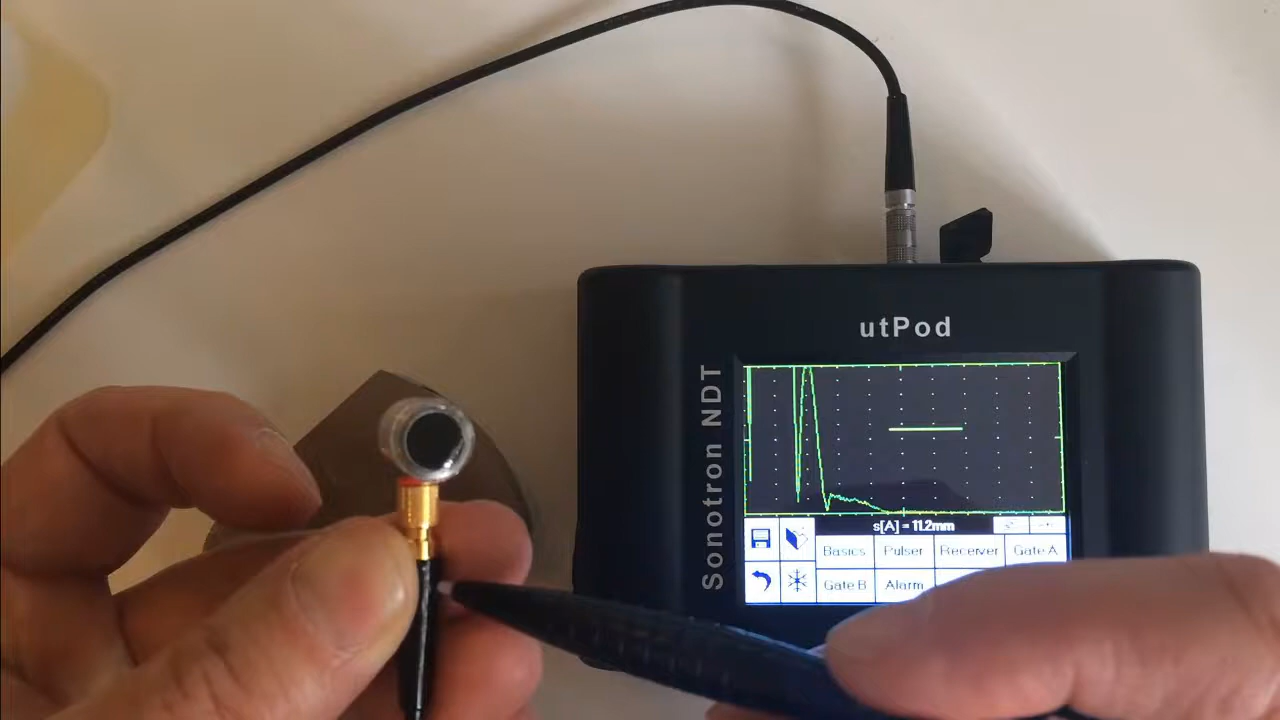 utPod
Sonotron NDT
s[A] = 11.2mm
Basics
Pulser
Receiver
Gate A
Gate B
Alarm